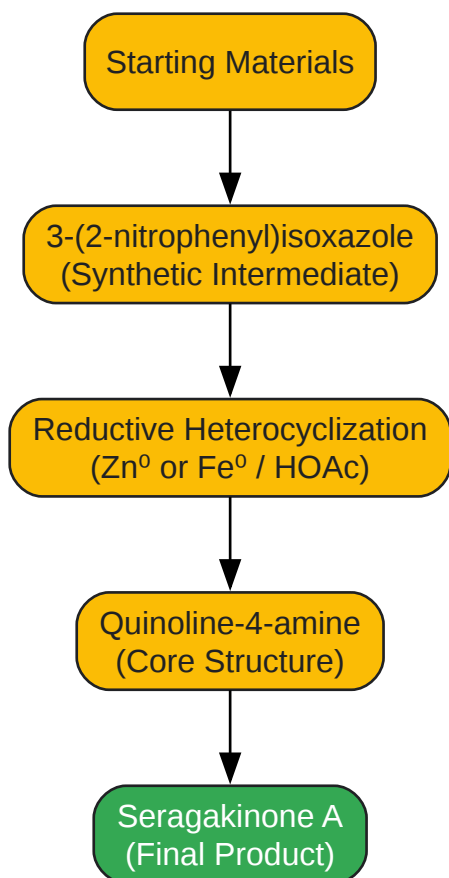 Starting Materials
3-(2-nitrophenyl)isoxazole
(Synthetic Intermediate)
Reductive Heterocyclization
(Zn⁰ or Fe⁰ / HOAc)
Quinoline-4-amine
(Core Structure)
Seragakinone A
(Final Product)